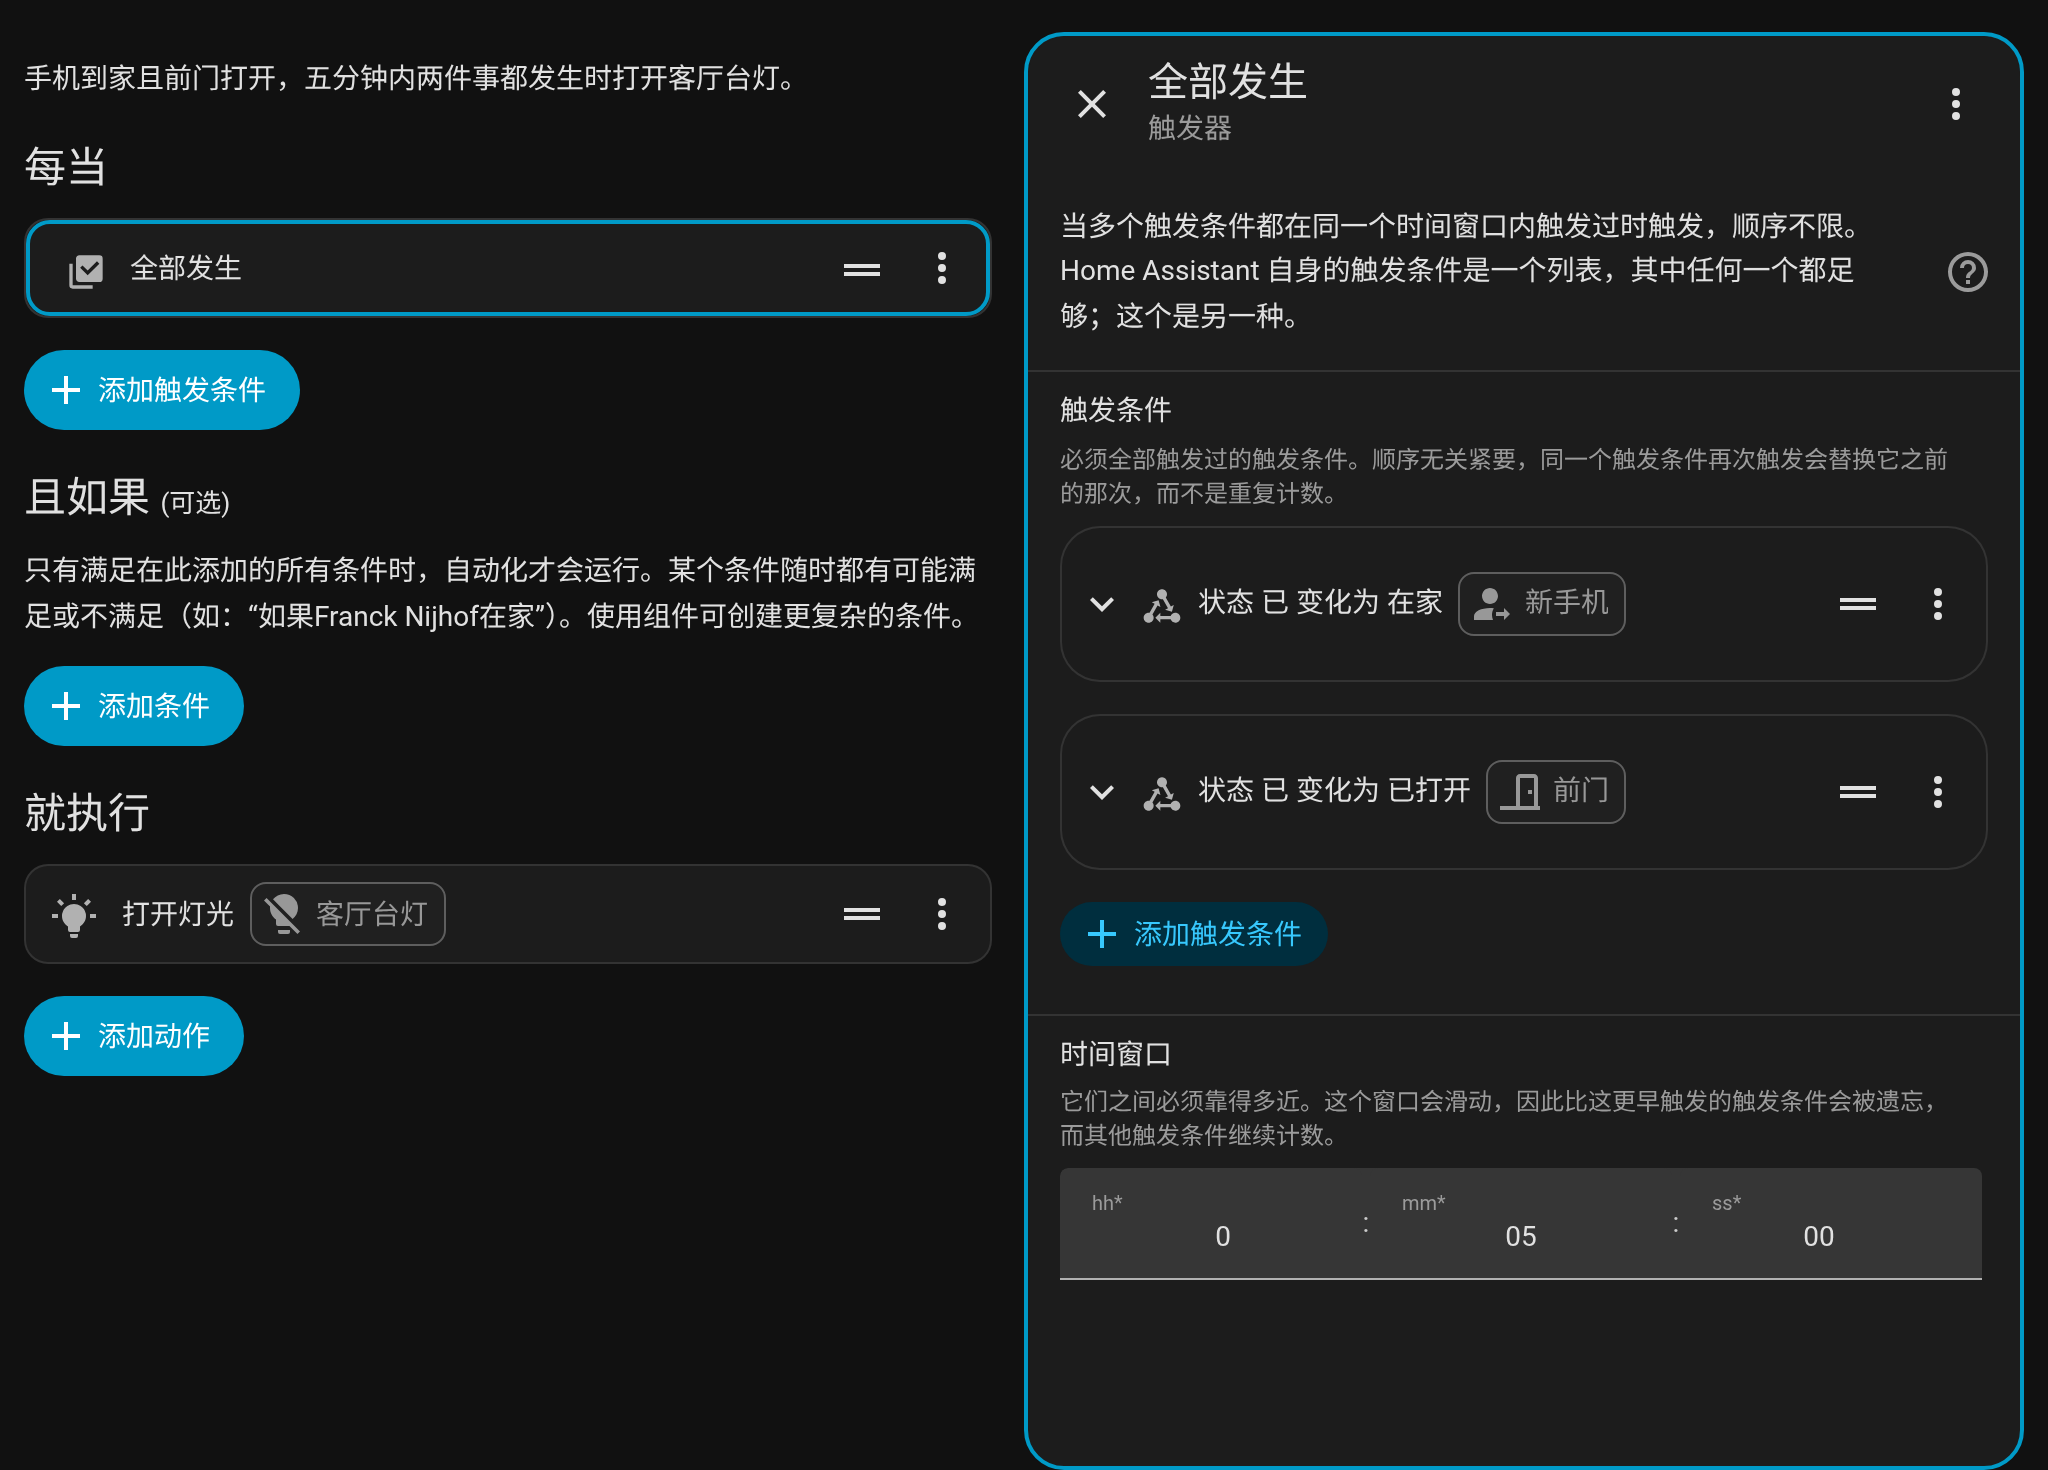 手机到家且前门打开，五分钟内两件事都发生时打开客厅台灯。
每当
全部发生
添加触发条件
且如果 (可选)
只有满足在此添加的所有条件时，自动化才会运行。某个条件随时都有可能满
足或不满足（如：“如果Franck Nijhof在家”）。使用组件可创建更复杂的条件。
添加条件
就执行
打开灯光 客厅台灯
添加动作
全部发生
触发器
当多个触发条件都在同一个时间窗口内触发过时触发，顺序不限。
Home Assistant 自身的触发条件是一个列表，其中任何一个都足
够；这个是另一种。
触发条件
必须全部触发过的触发条件。顺序无关紧要，同一个触发条件再次触发会替换它之前
的那次，而不是重复计数。
状态 已 变化为 在家 新手机
状态 已 变化为 已打开 前门
添加触发条件
时间窗口
它们之间必须靠得多近。这个窗口会滑动，因此比这更早触发的触发条件会被遗忘，
而其他触发条件继续计数。
hh* mm* ss*
0 : 05 : 00